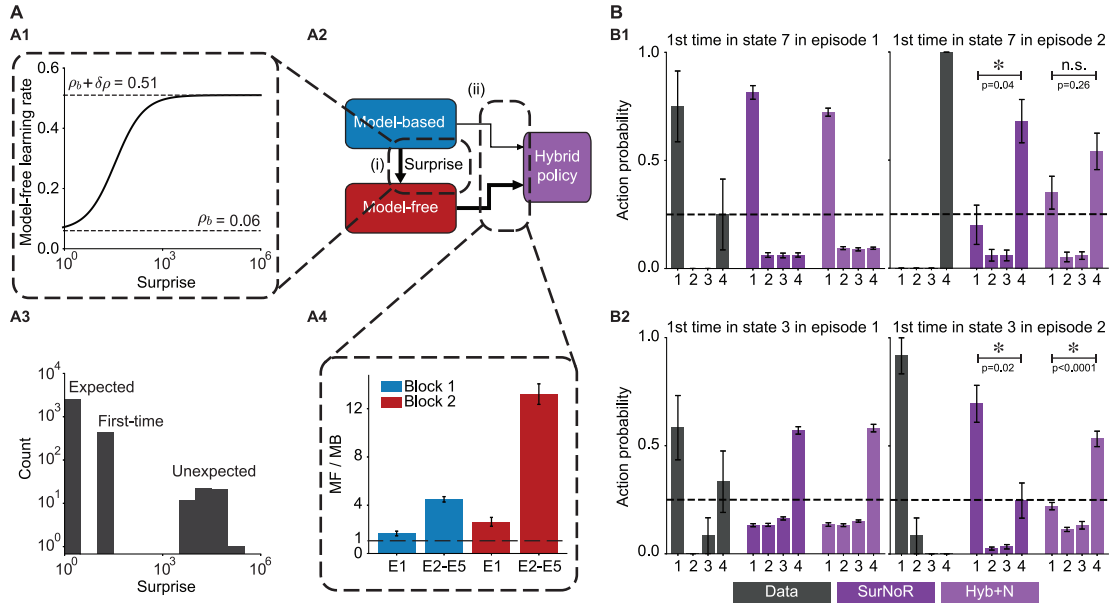 A
A1
0.6
ρb + δρ = 0.51
0.4
0.2
ρb = 0.06
0.0
10^0 10^3 10^6
Surprise
Model-free learning rate
A2
(ii)
Model-based
(i)
Surprise
Hybrid
policy
Model-free
A3
10^4
10^3
10^2
10^1
10^0
Expected
First-time
Unexpected
Count
10^0 10^3 10^6
Surprise
A4
Block 1
Block 2
12
8
4
1
MF / MB
E1 E2-E5 E1 E2-E5
B
B1
1st time in state 7 in episode 1
1st time in state 7 in episode 2
1.0
0.5
0.0
Action probability
*
p=0.04
n.s.
p=0.26
1 2 3 4 1 2 3 4 1 2 3 4
1 2 3 4 1 2 3 4 1 2 3 4
B2
1st time in state 3 in episode 1
1st time in state 3 in episode 2
1.0
0.5
0.0
Action probability
*
p=0.02
*
p<0.0001
1 2 3 4 1 2 3 4 1 2 3 4
1 2 3 4 1 2 3 4 1 2 3 4
Data
SurNoR
Hyb+N